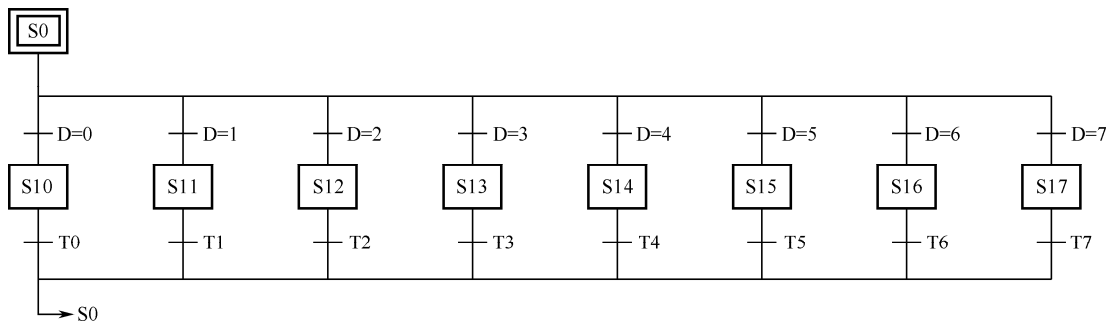 S0
D=0 D=1 D=2 D=3 D=4 D=5 D=6 D=7
S10 S11 S12 S13 S14 S15 S16 S17
T0 T1 T2 T3 T4 T5 T6 T7
S0